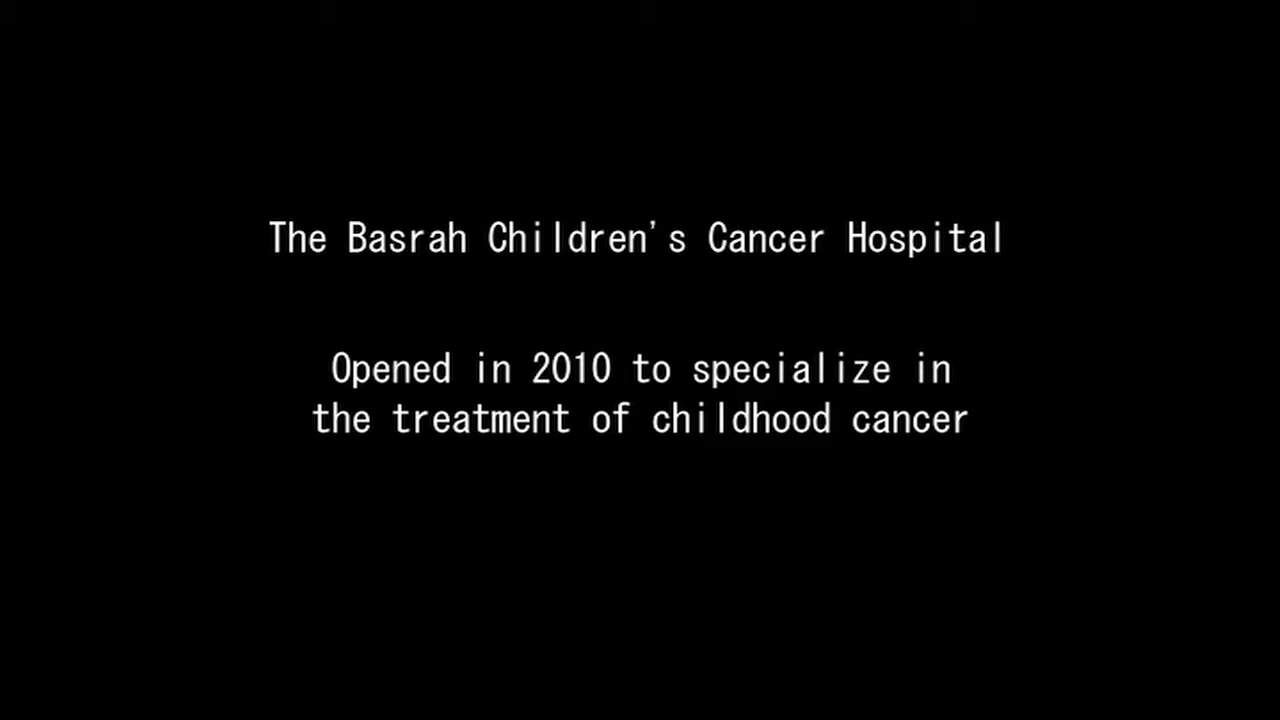 The Basrah Children's Cancer Hospital
Opened in 2010 to specialize in
the treatment of childhood cancer